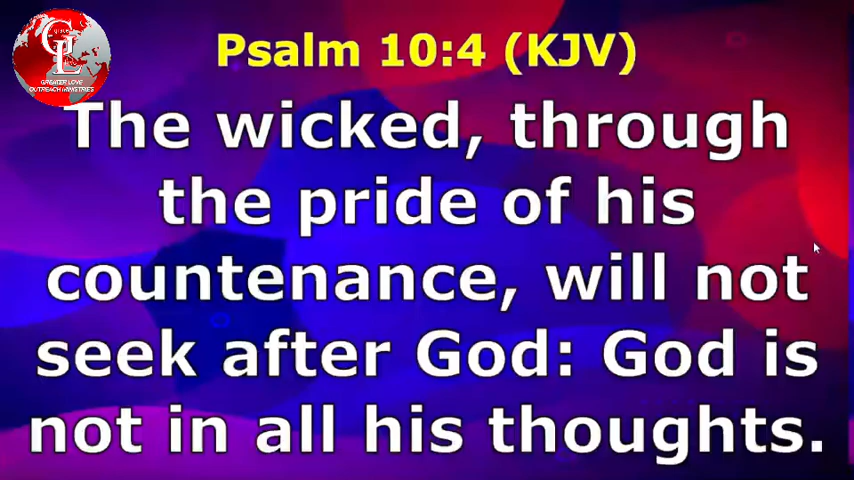 Psalm 10:4 (KJV)
GL
GREATER LOVE
OUTREACH MINISTRIES
The wicked, through
the pride of his
countenance, will not
seek after God: God is
not in all his thoughts.